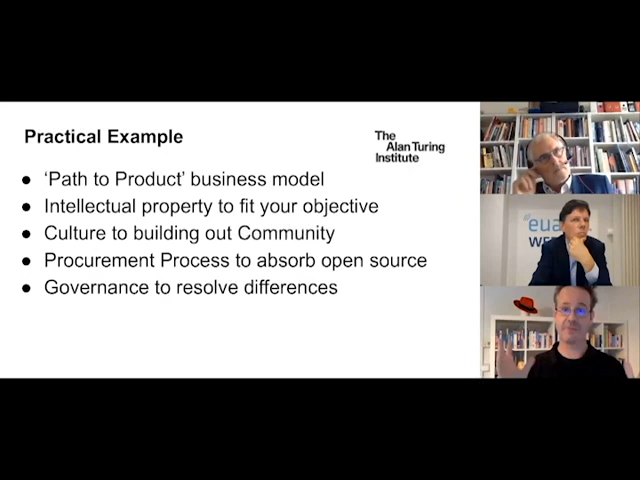 Practical Example
The
Alan Turing
Institute
● 'Path to Product' business model
● Intellectual property to fit your objective
● Culture to building out Community
● Procurement Process to absorb open source
● Governance to resolve differences